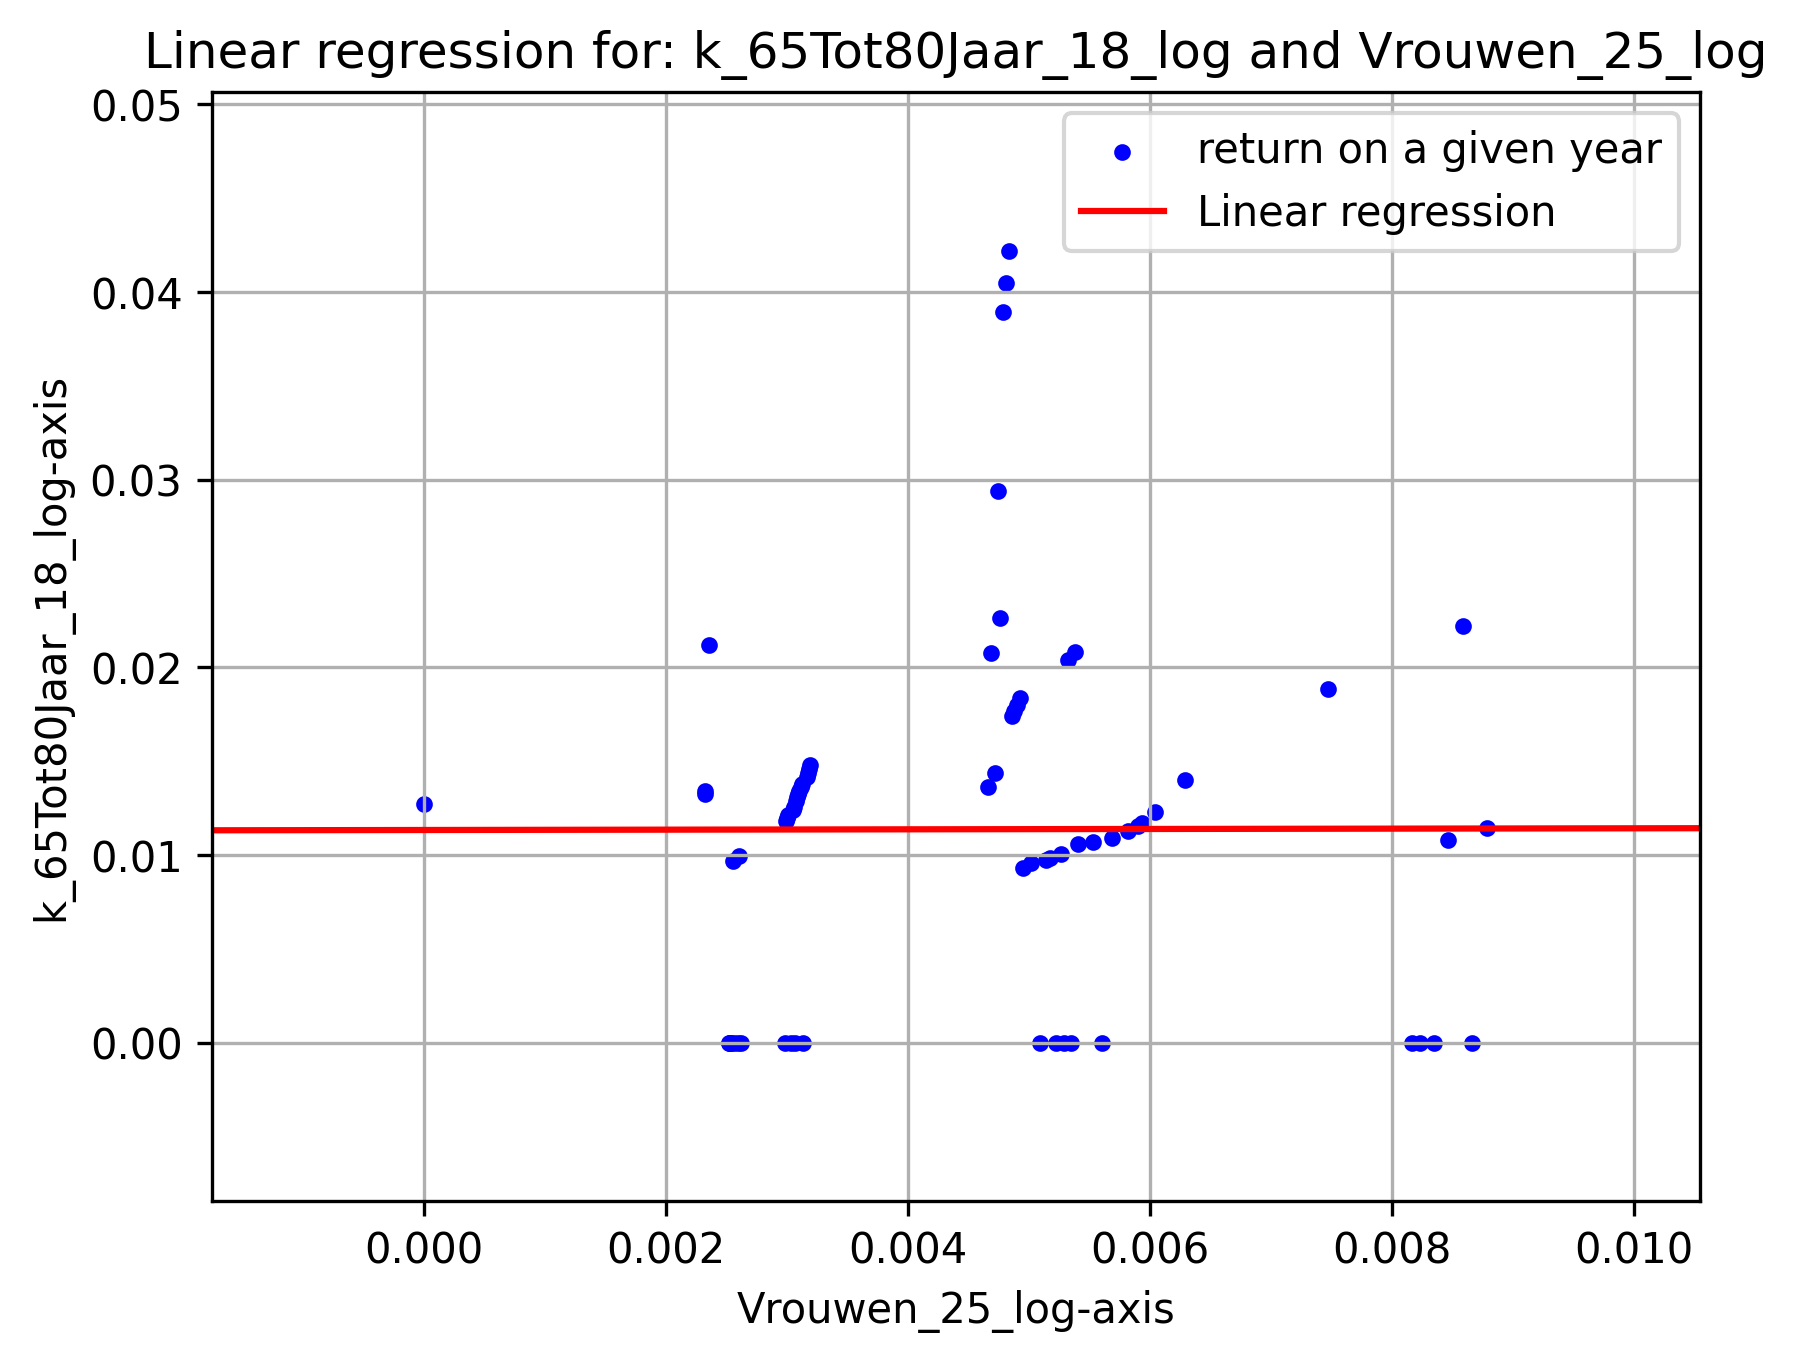 Linear regression for: k_65Tot80Jaar_18_log and Vrouwen_25_log
return on a given year
Linear regression
k_65Tot80Jaar_18_log-axis
0.05
0.04
0.03
0.02
0.01
0.00
0.000 0.002 0.004 0.006 0.008 0.010
Vrouwen_25_log-axis